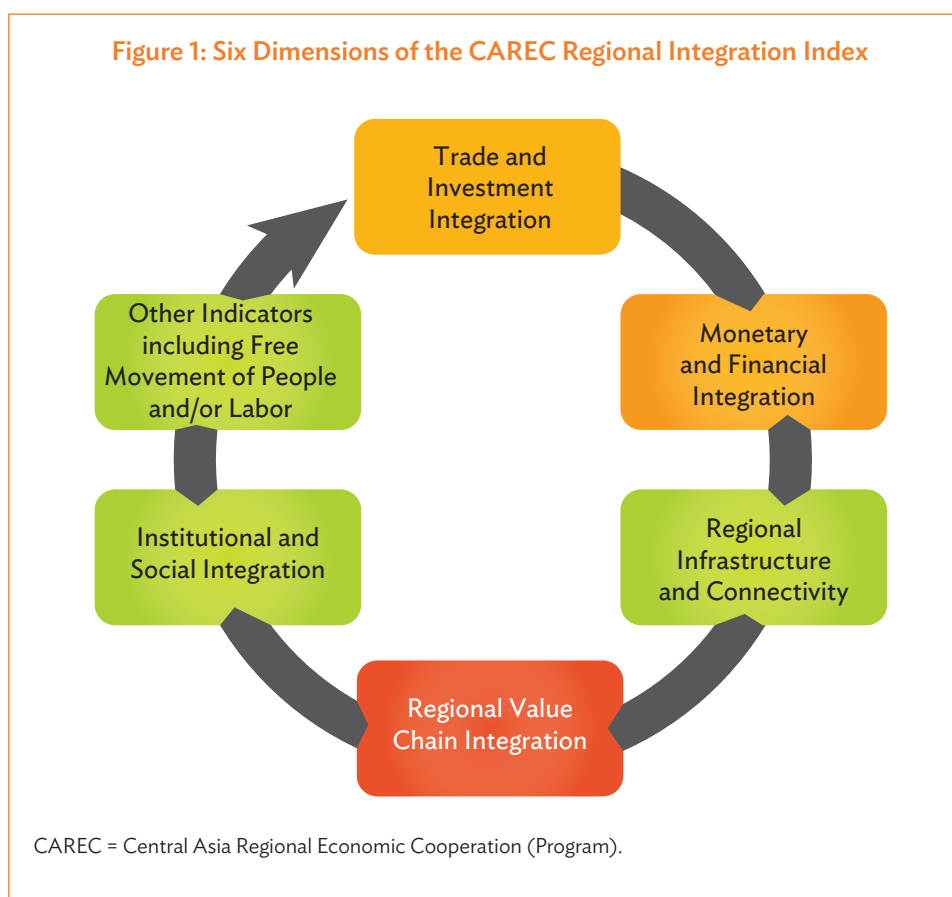 Figure 1: Six Dimensions of the CAREC Regional Integration Index
Trade and
Investment
Integration
Monetary
and Financial
Integration
Regional
Infrastructure
and Connectivity
Regional Value
Chain Integration
Institutional and
Social Integration
Other Indicators
including Free
Movement of People
and/or Labor
CAREC = Central Asia Regional Economic Cooperation (Program).